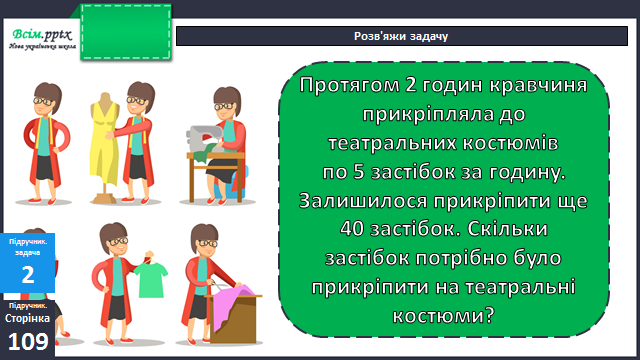 Всім.pptx
Нова українська школа
Розв'яжи задачу
Протягом 2 годин кравчиня
прикріпляла до
театральних костюмів
по 5 застібок за годину.
Залишилося прикріпити ще
40 застібок. Скільки
застібок потрібно було
прикріпити на театральні
костюми?
Підручник.
задача
2
Підручник.
Сторінка
109